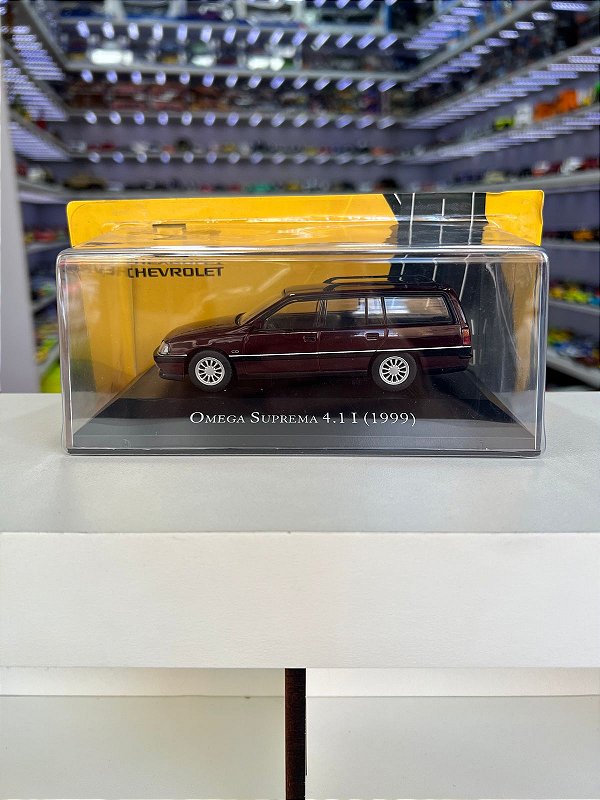 CHEVROLET
OMEGA SUPREMA 4.1 I (1999)